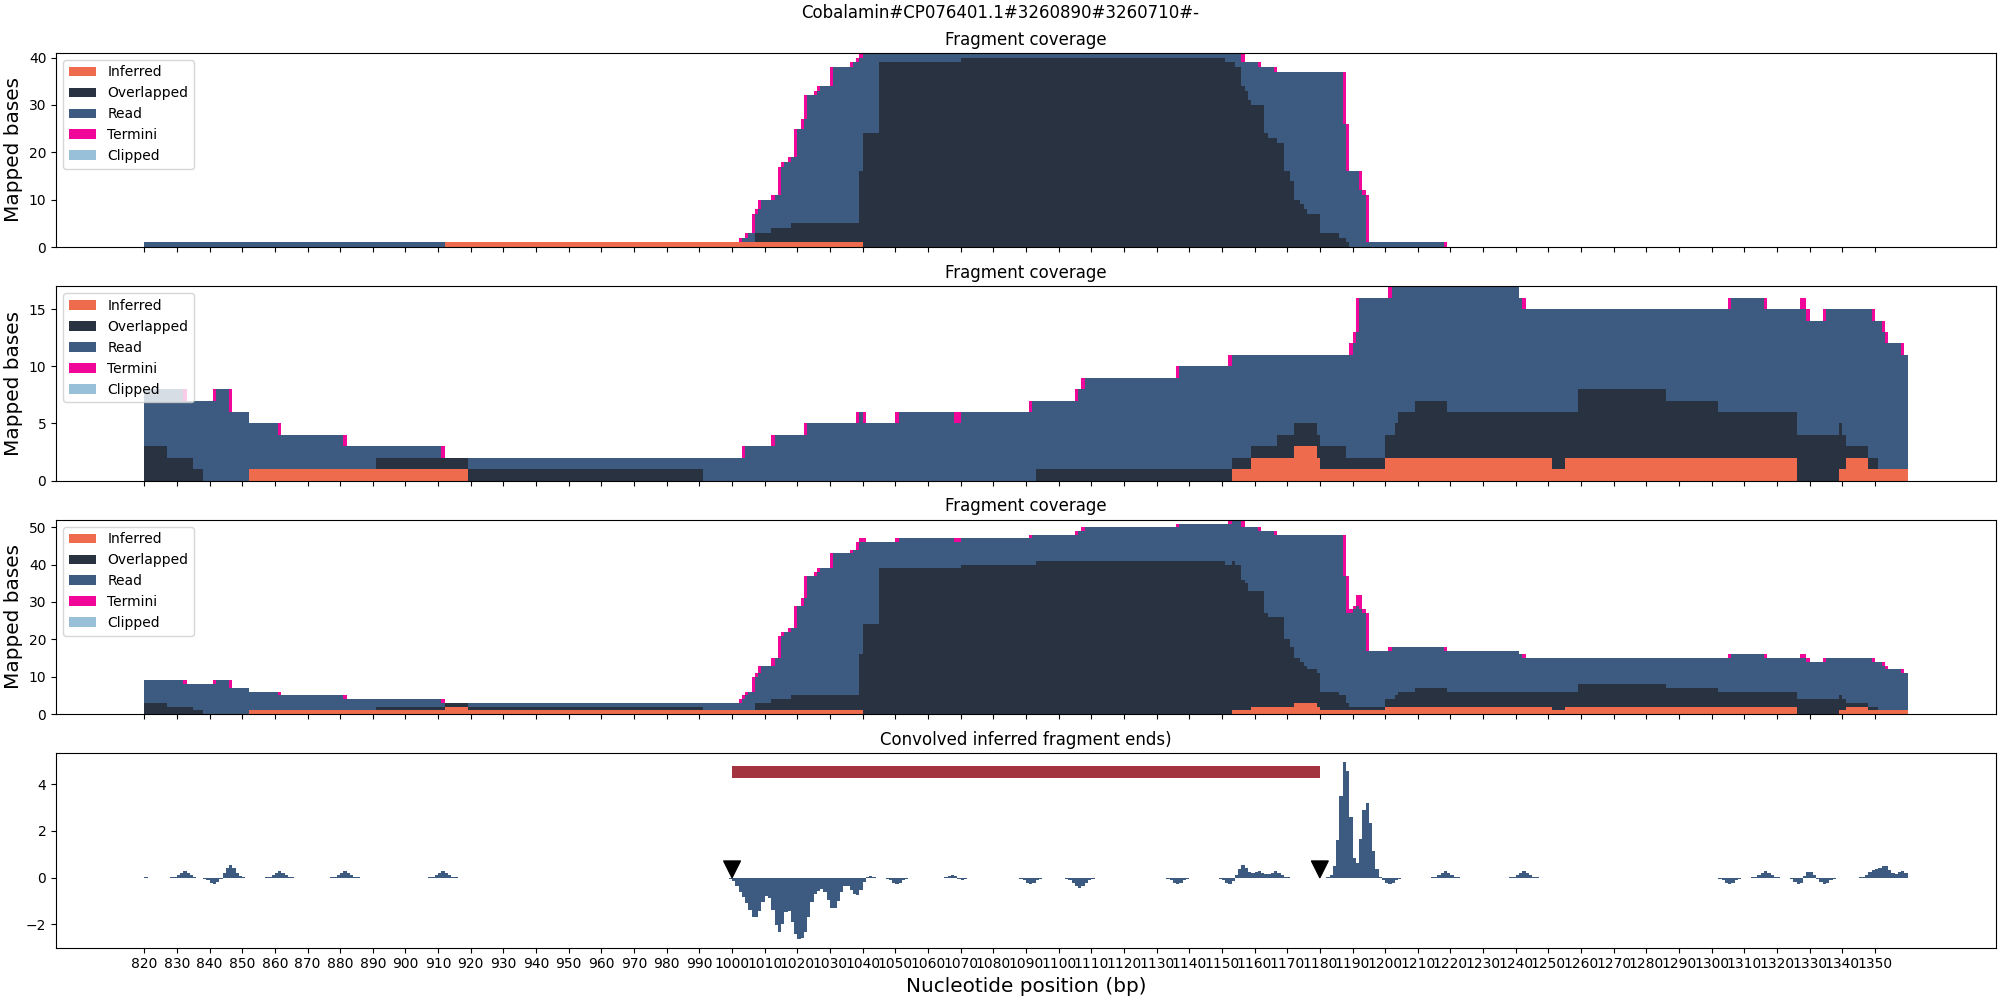 Cobalamin#CP076401.1#3260890#3260710#-
Fragment coverage
Mapped bases
40
30
20
10
0
Inferred
Overlapped
Read
Termini
Clipped
Fragment coverage
Mapped bases
15
10
5
0
Inferred
Overlapped
Read
Termini
Clipped
Fragment coverage
Mapped bases
50
40
30
20
10
0
Inferred
Overlapped
Read
Termini
Clipped
Convolved inferred fragment ends)
4
2
0
−2
820 830 840 850 860 870 880 890 900 910 920 930 940 950 960 970 980 990 1000 1010 1020 1030 1040 1050 1060 1070 1080 1090 1100 1110 1120 1130 1140 1150 1160 1170 1180 1190 1200 1210 1220 1230 1240 1250 1260 1270 1280 1290 1300 1310 1320 1330 1340 1350
Nucleotide position (bp)